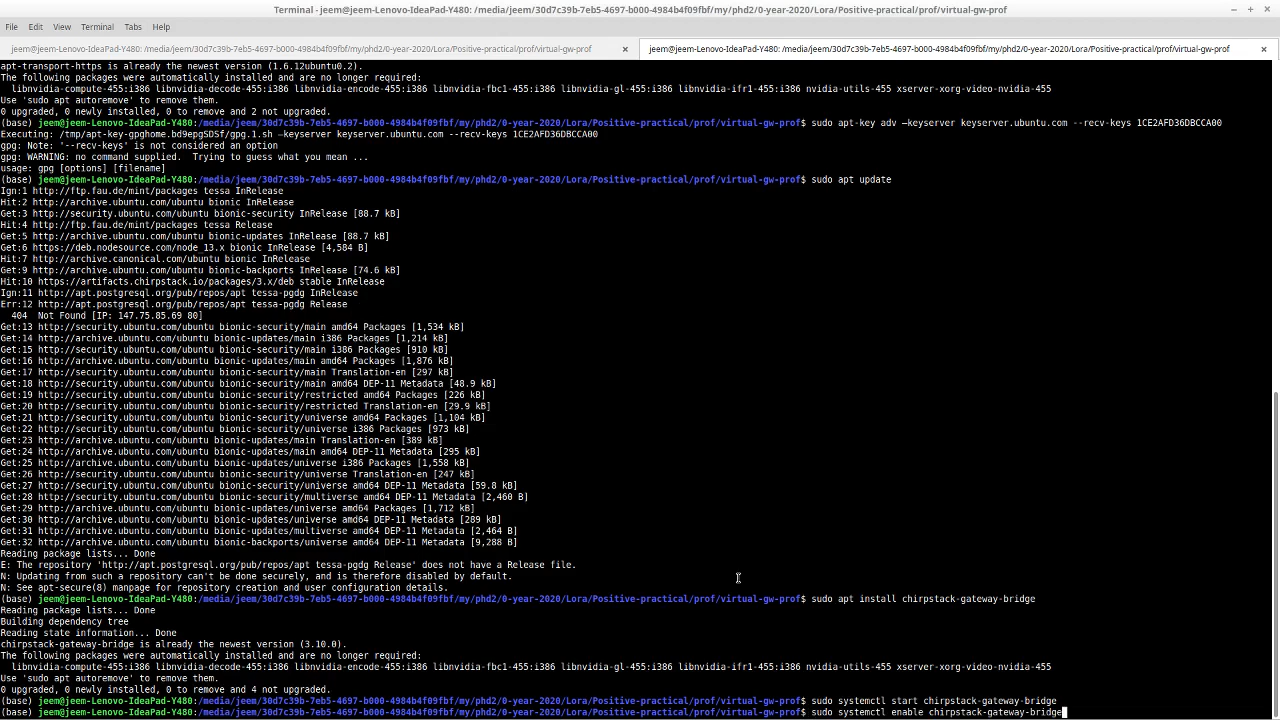 Terminal - jeem@jeem-Lenovo-IdeaPad-Y480: /media/jeem/30d7c39b-7eb5-4697-b000-4984b4f09fbf/my/phd2/0-year-2020/Lora/Positive-practical/prof/virtual-gw-prof
File Edit View Terminal Tabs Help
jeem@jeem-Lenovo-IdeaPad-Y480: /media/jeem/30d7c39b-7eb5-4697-b000-4984b4f09fbf/my/phd2/0-year-2020/Lora/Positive-practical/prof/virtual-gw-prof
jeem@jeem-Lenovo-IdeaPad-Y480: /media/jeem/30d7c39b-7eb5-4697-b000-4984b4f09fbf/my/phd2/0-year-2020/Lora/Positive-practical/prof/virtual-gw-prof
apt-transport-https is already the newest version (1.6.12ubuntu0.2).
The following packages were automatically installed and are no longer required:
  libnvidia-compute-455:i386 libnvidia-decode-455:i386 libnvidia-encode-455:i386 libnvidia-fbc1-455:i386 libnvidia-gl-455:i386 libnvidia-ifr1-455:i386 nvidia-utils-455 xserver-xorg-video-nvidia-455
Use 'sudo apt autoremove' to remove them.
0 upgraded, 0 newly installed, 0 to remove and 2 not upgraded.
(base) jeem@jeem-Lenovo-IdeaPad-Y480:/media/jeem/30d7c39b-7eb5-4697-b000-4984b4f09fbf/my/phd2/0-year-2020/Lora/Positive-practical/prof/virtual-gw-prof$ sudo apt-key adv –keyserver keyserver.ubuntu.com --recv-keys 1CE2AFD36DBCCA00
Executing: /tmp/apt-key-gpghome.bd9epgSDSf/gpg.1.sh –keyserver keyserver.ubuntu.com --recv-keys 1CE2AFD36DBCCA00
gpg: Note: '--recv-keys' is not considered an option
gpg: WARNING: no command supplied.  Trying to guess what you mean ...
usage: gpg [options] [filename]
(base) jeem@jeem-Lenovo-IdeaPad-Y480:/media/jeem/30d7c39b-7eb5-4697-b000-4984b4f09fbf/my/phd2/0-year-2020/Lora/Positive-practical/prof/virtual-gw-prof$ sudo apt update
Ign:1 http://ftp.fau.de/mint/packages tessa InRelease
Hit:2 http://archive.ubuntu.com/ubuntu bionic InRelease
Get:3 http://security.ubuntu.com/ubuntu bionic-security InRelease [88.7 kB]
Hit:4 http://ftp.fau.de/mint/packages tessa Release
Get:5 http://archive.ubuntu.com/ubuntu bionic-updates InRelease [88.7 kB]
Get:6 https://deb.nodesource.com/node_13.x bionic InRelease [4,584 B]
Hit:7 http://archive.canonical.com/ubuntu bionic InRelease
Get:9 http://archive.ubuntu.com/ubuntu bionic-backports InRelease [74.6 kB]
Hit:10 https://artifacts.chirpstack.io/packages/3.x/deb stable InRelease
Ign:11 http://apt.postgresql.org/pub/repos/apt tessa-pgdg InRelease
Err:12 http://apt.postgresql.org/pub/repos/apt tessa-pgdg Release
  404  Not Found [IP: 147.75.85.69 80]
Get:13 http://security.ubuntu.com/ubuntu bionic-security/main amd64 Packages [1,534 kB]
Get:14 http://archive.ubuntu.com/ubuntu bionic-updates/main i386 Packages [1,214 kB]
Get:15 http://security.ubuntu.com/ubuntu bionic-security/main i386 Packages [910 kB]
Get:16 http://archive.ubuntu.com/ubuntu bionic-updates/main amd64 Packages [1,876 kB]
Get:17 http://security.ubuntu.com/ubuntu bionic-security/main Translation-en [297 kB]
Get:18 http://security.ubuntu.com/ubuntu bionic-security/main amd64 DEP-11 Metadata [48.9 kB]
Get:19 http://security.ubuntu.com/ubuntu bionic-security/restricted amd64 Packages [226 kB]
Get:20 http://security.ubuntu.com/ubuntu bionic-security/restricted Translation-en [29.9 kB]
Get:21 http://security.ubuntu.com/ubuntu bionic-security/universe amd64 Packages [1,104 kB]
Get:22 http://security.ubuntu.com/ubuntu bionic-security/universe i386 Packages [973 kB]
Get:23 http://archive.ubuntu.com/ubuntu bionic-updates/main Translation-en [389 kB]
Get:24 http://archive.ubuntu.com/ubuntu bionic-updates/main amd64 DEP-11 Metadata [295 kB]
Get:25 http://archive.ubuntu.com/ubuntu bionic-updates/universe i386 Packages [1,558 kB]
Get:26 http://security.ubuntu.com/ubuntu bionic-security/universe Translation-en [247 kB]
Get:27 http://security.ubuntu.com/ubuntu bionic-security/universe amd64 DEP-11 Metadata [59.8 kB]
Get:28 http://security.ubuntu.com/ubuntu bionic-security/multiverse amd64 DEP-11 Metadata [2,460 B]
Get:29 http://archive.ubuntu.com/ubuntu bionic-updates/universe amd64 Packages [1,712 kB]
Get:30 http://archive.ubuntu.com/ubuntu bionic-updates/universe amd64 DEP-11 Metadata [289 kB]
Get:31 http://archive.ubuntu.com/ubuntu bionic-updates/multiverse amd64 DEP-11 Metadata [2,464 B]
Get:32 http://archive.ubuntu.com/ubuntu bionic-backports/universe amd64 DEP-11 Metadata [9,288 B]
Reading package lists... Done
E: The repository 'http://apt.postgresql.org/pub/repos/apt tessa-pgdg Release' does not have a Release file.
N: Updating from such a repository can't be done securely, and is therefore disabled by default.
N: See apt-secure(8) manpage for repository creation and user configuration details.
(base) jeem@jeem-Lenovo-IdeaPad-Y480:/media/jeem/30d7c39b-7eb5-4697-b000-4984b4f09fbf/my/phd2/0-year-2020/Lora/Positive-practical/prof/virtual-gw-prof$ sudo apt install chirpstack-gateway-bridge
Reading package lists... Done
Building dependency tree
Reading state information... Done
chirpstack-gateway-bridge is already the newest version (3.10.0).
The following packages were automatically installed and are no longer required:
  libnvidia-compute-455:i386 libnvidia-decode-455:i386 libnvidia-encode-455:i386 libnvidia-fbc1-455:i386 libnvidia-gl-455:i386 libnvidia-ifr1-455:i386 nvidia-utils-455 xserver-xorg-video-nvidia-455
Use 'sudo apt autoremove' to remove them.
0 upgraded, 0 newly installed, 0 to remove and 4 not upgraded.
(base) jeem@jeem-Lenovo-IdeaPad-Y480:/media/jeem/30d7c39b-7eb5-4697-b000-4984b4f09fbf/my/phd2/0-year-2020/Lora/Positive-practical/prof/virtual-gw-prof$ sudo systemctl start chirpstack-gateway-bridge
(base) jeem@jeem-Lenovo-IdeaPad-Y480:/media/jeem/30d7c39b-7eb5-4697-b000-4984b4f09fbf/my/phd2/0-year-2020/Lora/Positive-practical/prof/virtual-gw-prof$ sudo systemctl enable chirpstack-gateway-bridge